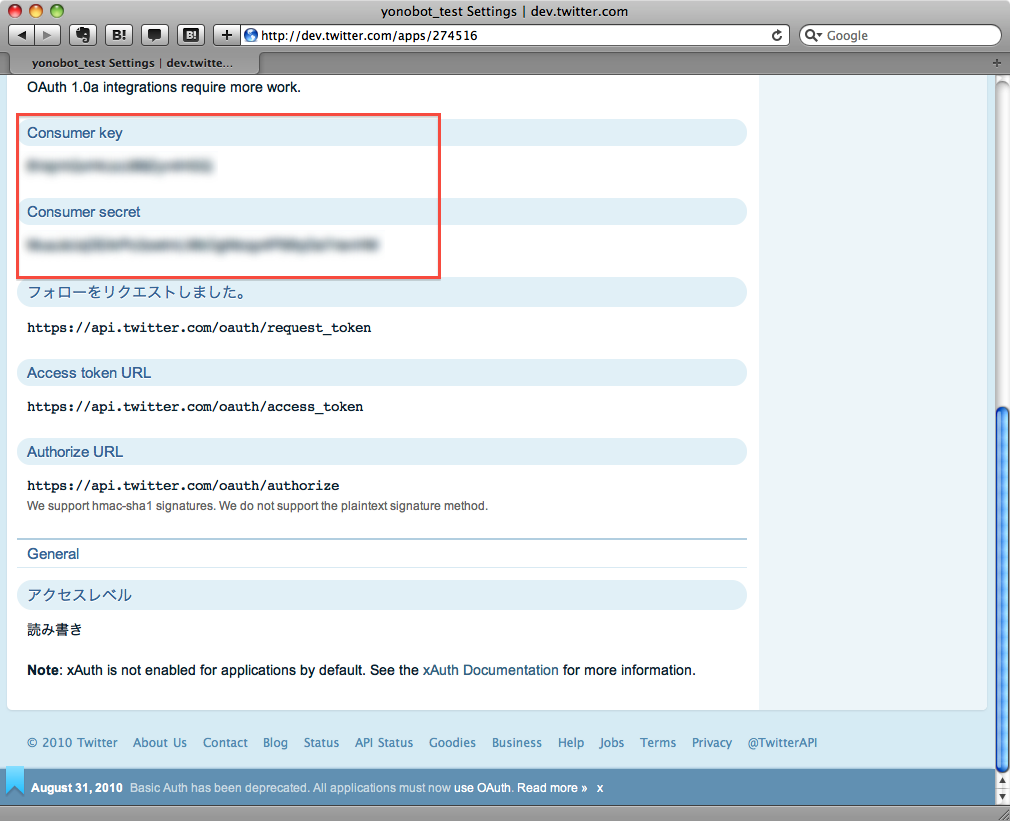 yonobot_test Settings | dev.twitter.com
B!
B!
http://dev.twitter.com/apps/274516
Google
yonobot_test Settings | dev.twitte...
OAuth 1.0a integrations require more work.
Consumer key
Consumer secret
フォローをリクエストしました。
https://api.twitter.com/oauth/request_token
Access token URL
https://api.twitter.com/oauth/access_token
Authorize URL
https://api.twitter.com/oauth/authorize
We support hmac-sha1 signatures. We do not support the plaintext signature method.
General
アクセスレベル
読み書き
Note: xAuth is not enabled for applications by default. See the xAuth Documentation for more information.
© 2010 Twitter About Us Contact Blog Status API Status Goodies Business Help Jobs Terms Privacy @TwitterAPI
August 31, 2010 Basic Auth has been deprecated. All applications must now use OAuth. Read more » x